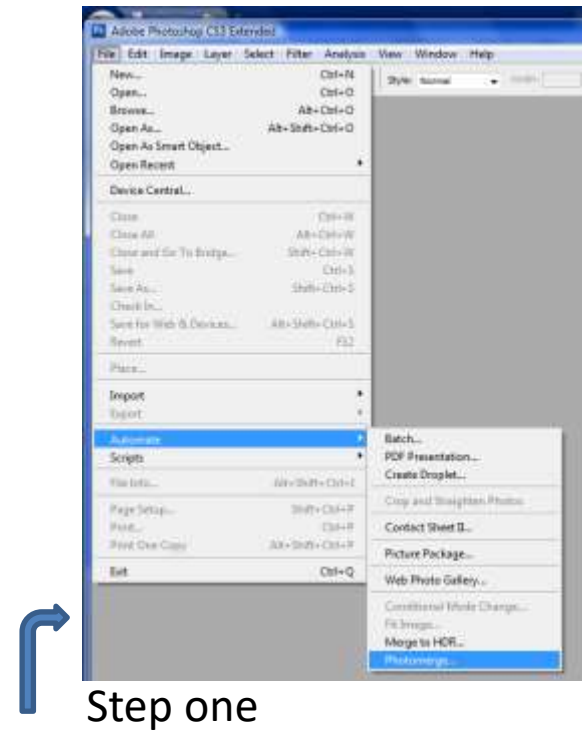 Adobe Photoshop CS3 Extended
File Edit Image Layer Select Filter Analysis View Window Help
Style: Normal
New... Ctrl+N
Open... Ctrl+O
Browse... Alt+Ctrl+O
Open As... Alt+Shift+Ctrl+O
Open As Smart Object...
Open Recent
Device Central...
Close Ctrl+W
Close All Alt+Ctrl+W
Close and Go To Bridge... Shift+Ctrl+W
Save Ctrl+S
Save As... Shift+Ctrl+S
Check In...
Save for Web & Devices... Alt+Shift+Ctrl+S
Revert F12
Place...
Import
Export
Automate
Scripts
File Info... Alt+Shift+Ctrl+I
Page Setup... Shift+Ctrl+P
Print... Ctrl+P
Print One Copy Alt+Shift+Ctrl+P
Exit Ctrl+Q
Batch...
PDF Presentation...
Create Droplet...
Crop and Straighten Photos
Contact Sheet II...
Picture Package...
Web Photo Gallery...
Conditional Mode Change...
Fit Image...
Merge to HDR...
Photomerge...
Step one